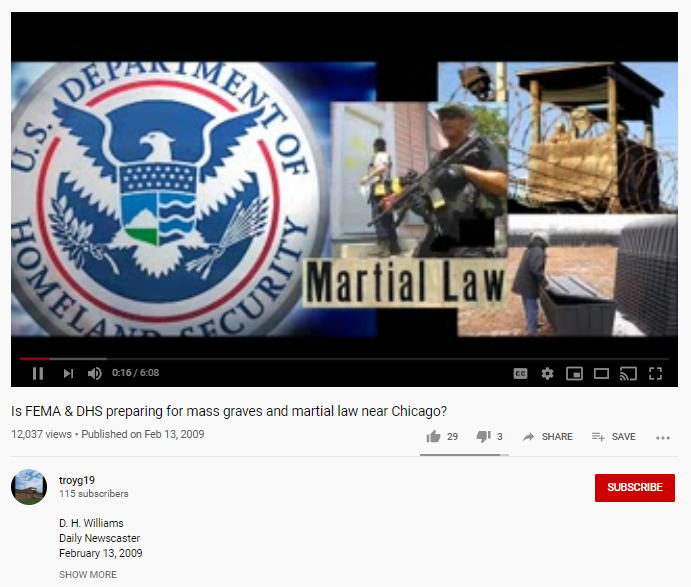 U.S. DEPARTMENT OF
HOMELAND SECURITY
Martial Law
0:16 / 6:08
CC
Is FEMA & DHS preparing for mass graves and martial law near Chicago?
12,037 views • Published on Feb 13, 2009
29 3 SHARE SAVE
troyg19
115 subscribers
SUBSCRIBE
D. H. Williams
Daily Newscaster
February 13, 2009
SHOW MORE